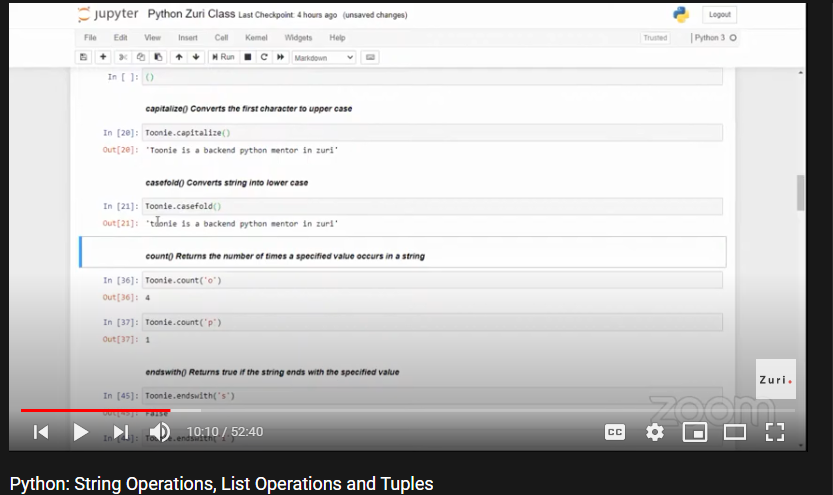 jupyter Python Zuri Class Last Checkpoint: 4 hours ago (unsaved changes) Logout
File Edit View Insert Cell Kernel Widgets Help Trusted Python 3
Run Markdown
In [ ]: ()
capitalize() Converts the first character to upper case
In [20]: Toonie.capitalize()
Out[20]: 'Toonie is a backend python mentor in zuri'
casefold() Converts string into lower case
In [21]: Toonie.casefold()
Out[21]: 'toonie is a backend python mentor in zuri'
count() Returns the number of times a specified value occurs in a string
In [36]: Toonie.count('o')
Out[36]: 4
In [37]: Toonie.count('p')
Out[37]: 1
endswith() Returns true if the string ends with the specified value
Zuri.
In [45]: Toonie.endswith('s')
zoom
Out[45]: False
10:10 / 52:40 CC
Python: String Operations, List Operations and Tuples